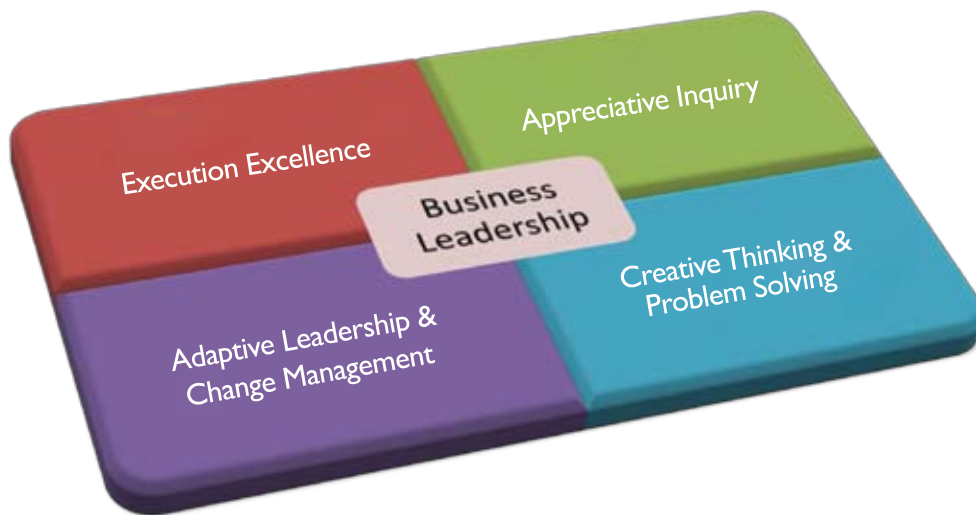 Execution Excellence
Appreciative Inquiry
Business
Leadership
Adaptive Leadership &
Change Management
Creative Thinking &
Problem Solving